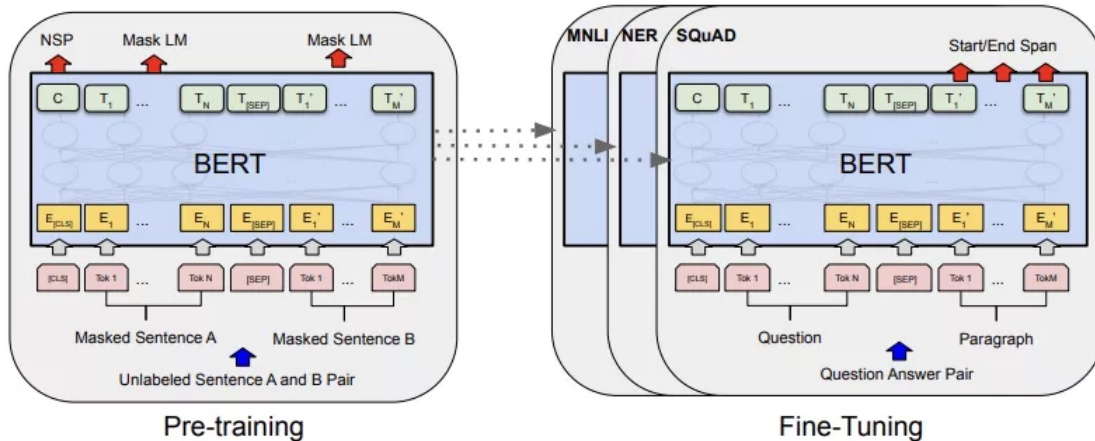 NSP Mask LM Mask LM
C T1 ... TN T[SEP] T1' ... TM'
BERT
E[CLS] E1 ... EN E[SEP] E1' ... EM'
[CLS] Tok 1 ... Tok N [SEP] Tok 1 ... TokM
Masked Sentence A Masked Sentence B
Unlabeled Sentence A and B Pair
Pre-training
MNLI NER SQuAD
Start/End Span
C T1 ... TN T[SEP] T1' ... TM'
BERT
E[CLS] E1 ... EN E[SEP] E1' ... EM'
[CLS] Tok 1 ... Tok N [SEP] Tok 1 ... TokM
Question Paragraph
Question Answer Pair
Fine-Tuning